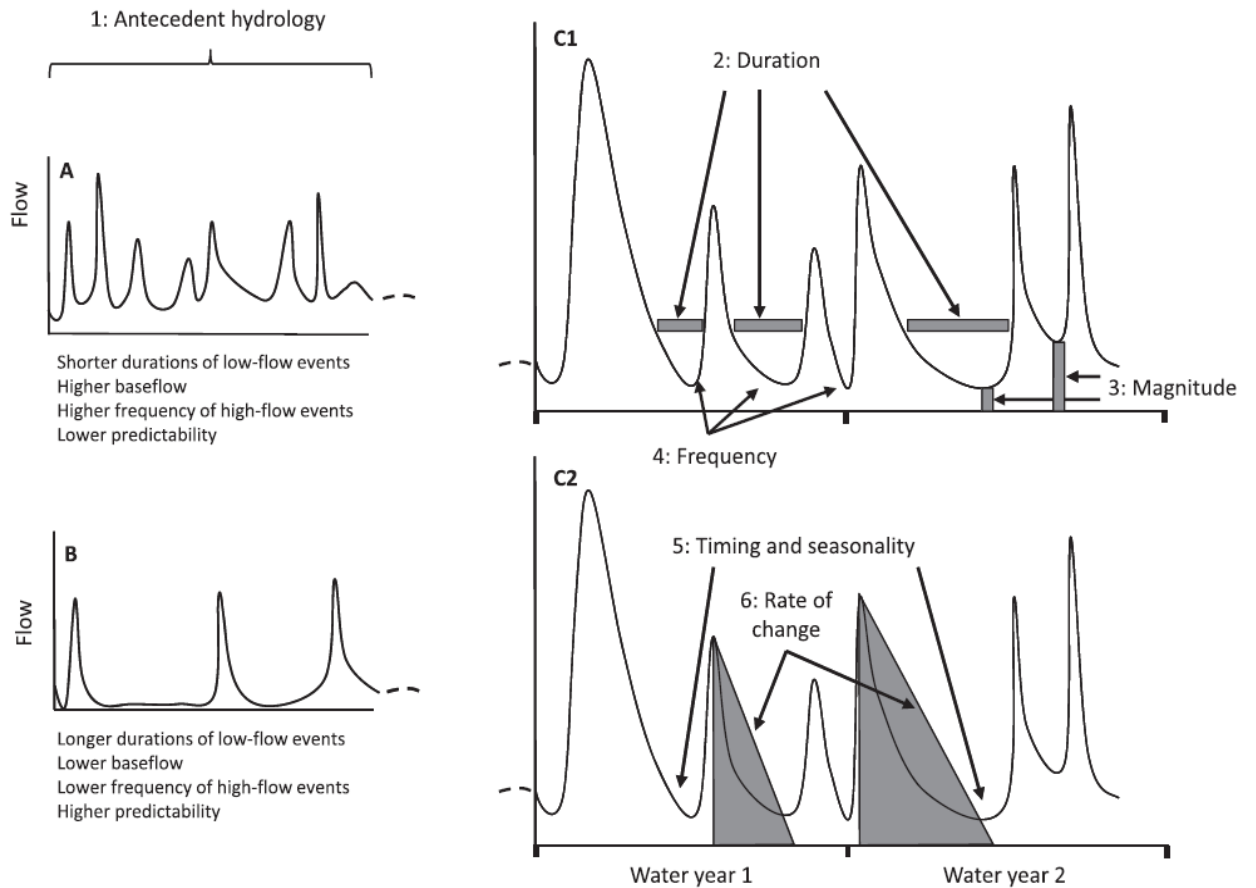 1: Antecedent hydrology
A
Flow
Shorter durations of low-flow events
Higher baseflow
Higher frequency of high-flow events
Lower predictability
B
Flow
Longer durations of low-flow events
Lower baseflow
Lower frequency of high-flow events
Higher predictability
C1
2: Duration
3: Magnitude
4: Frequency
C2
5: Timing and seasonality
6: Rate of
change
Water year 1
Water year 2